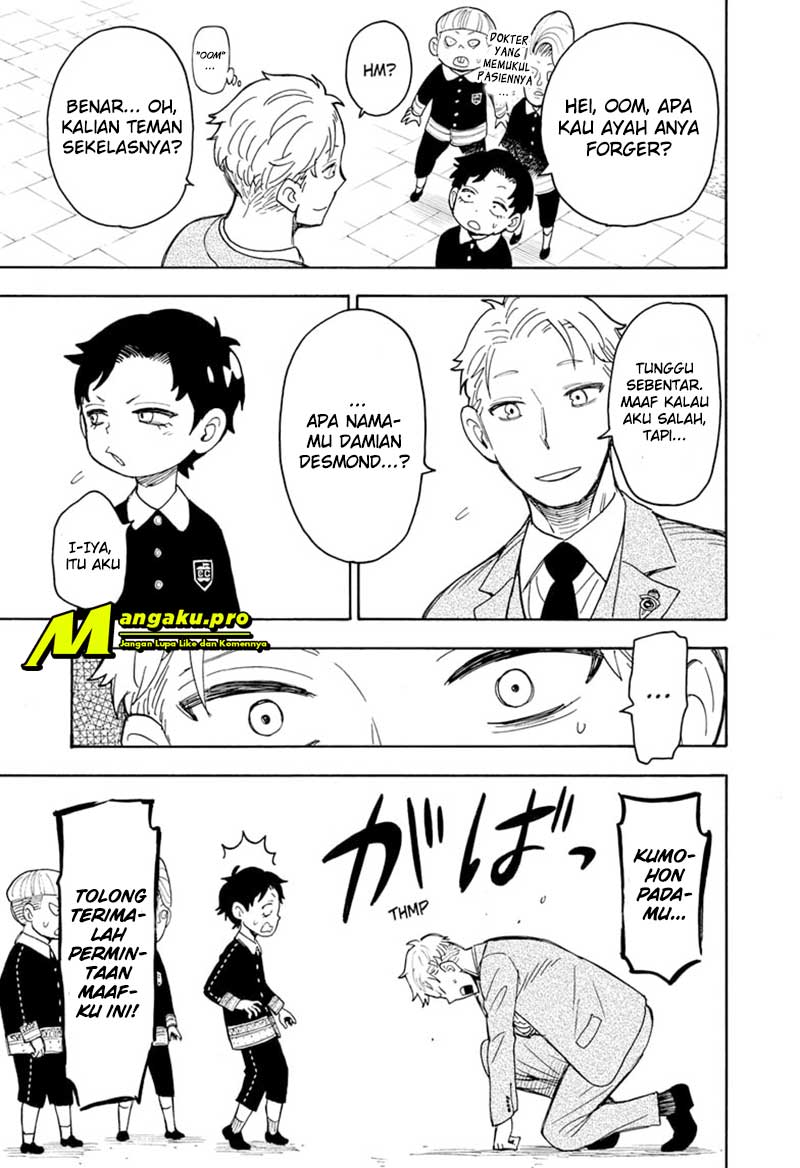 HEI, OOM, APA
KAU AYAH ANYA
FORGER?
DOKTER
YANG
MEMUKUL
PASIENNYA
...
HM?
"OOM"
...
BENAR... OH,
KALIAN TEMAN
SEKELASNYA?
TUNGGU
SEBENTAR.
MAAF KALAU
AKU SALAH,
TAPI...
...
APA NAMA-
MU DAMIAN
DESMOND...?
I-IYA,
ITU AKU
Mangaku.pro
Jangan Lupa Like dan Komennya
...
KUMO-
HON
PADA-
MU...
がばっ
THMP
TOLONG
TERIMA-
LAH
PERMIN-
TAAN
MAAF-
KU INI!